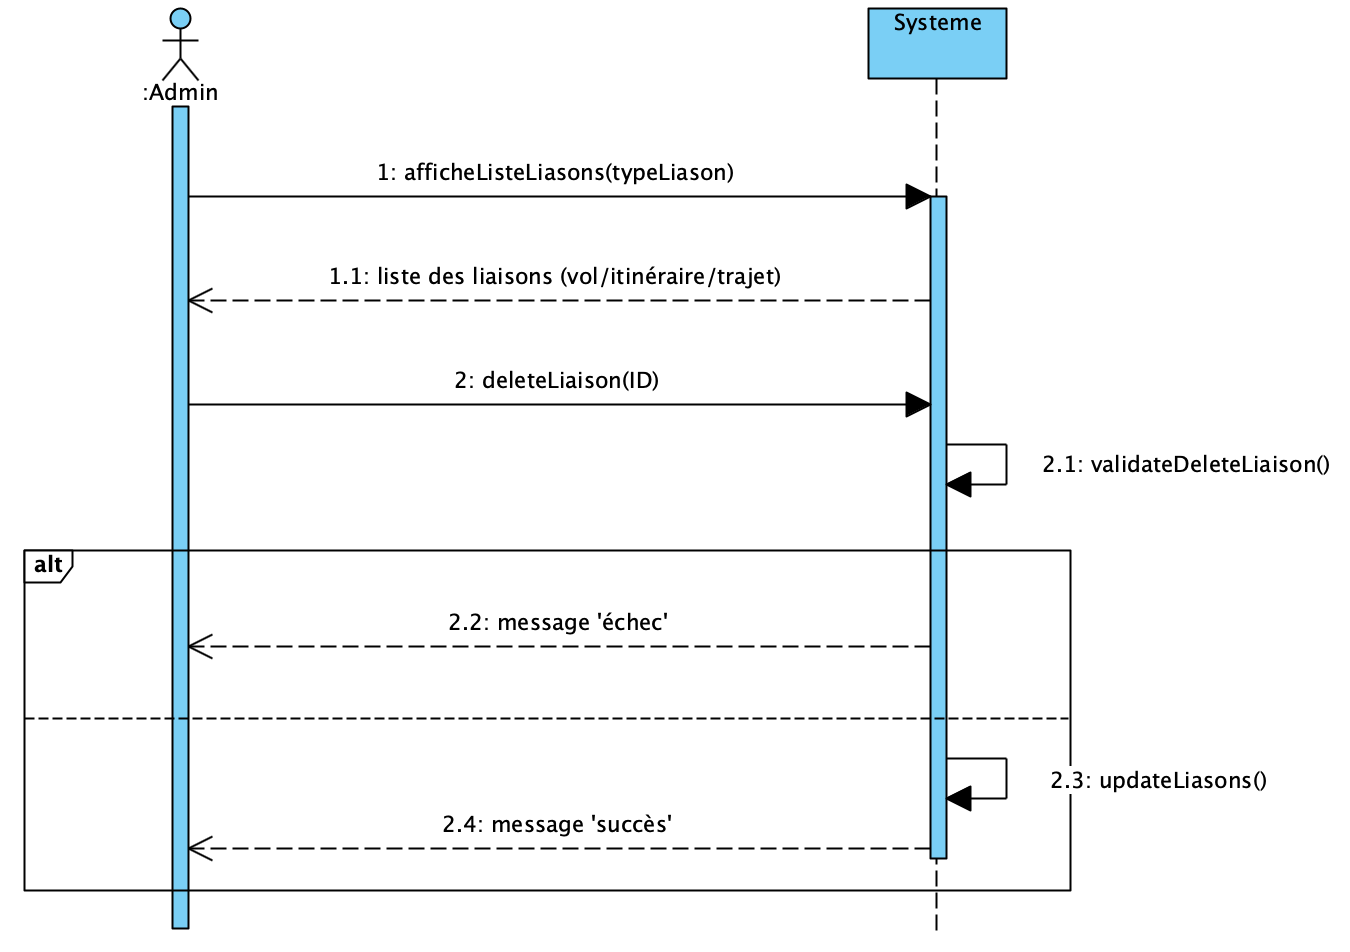 Systeme
:Admin
1: afficheListeLiasons(typeLiason)
1.1: liste des liaisons (vol/itinéraire/trajet)
2: deleteLiaison(ID)
2.1: validateDeleteLiaison()
alt
2.2: message 'échec'
2.3: updateLiasons()
2.4: message 'succès'